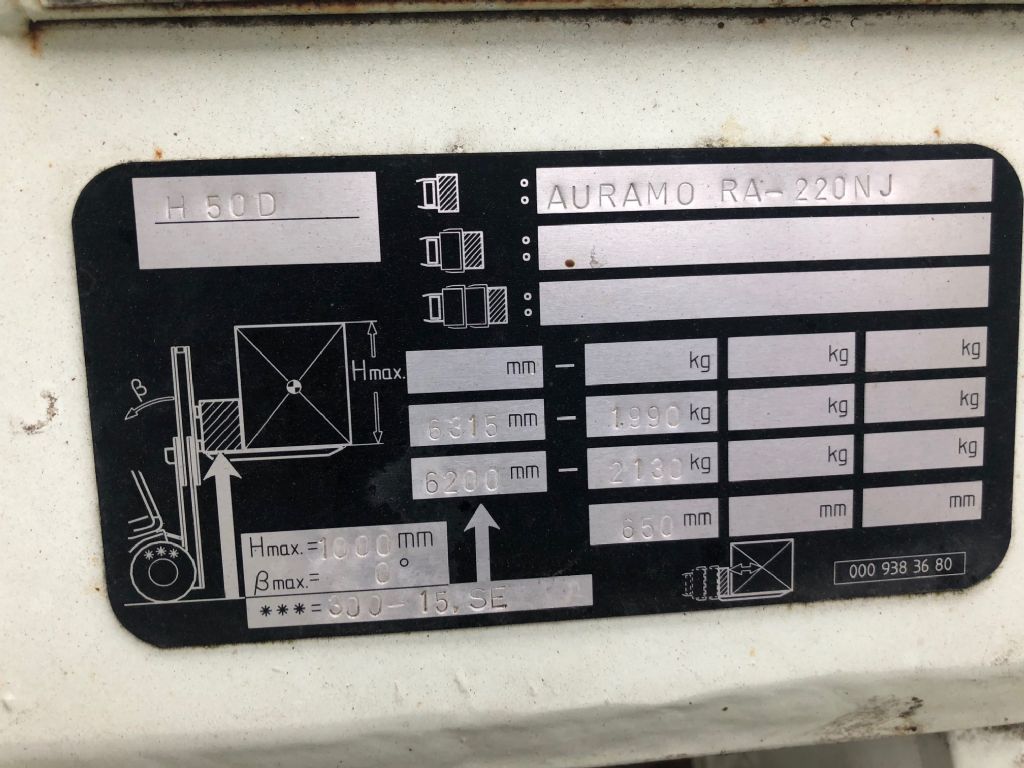 H 50D
AURAMO RA-220NJ
Hmax.
mm - kg kg kg
β
6315 mm - 1990 kg kg kg
6200 mm - 2130 kg kg kg
650 mm mm mm
Hmax.=1000 mm
βmax.= 0°
***
***=300-15, SE
000 938 36 80